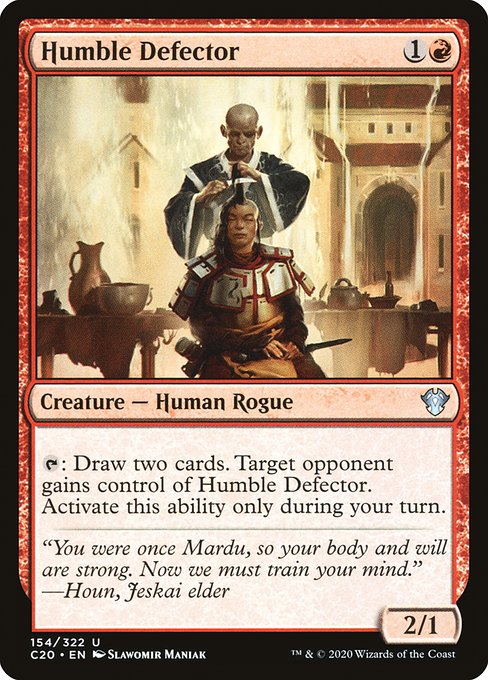 Humble Defector 1
Creature — Human Rogue
: Draw two cards. Target opponent
gains control of Humble Defector.
Activate this ability only during your turn.
“You were once Mardu, so your body and will
are strong. Now we must train your mind.”
—Houn, Jeskai elder
2/1
154/322 U
C20 • EN SLAWOMIR MANIAK
™ & © 2020 Wizards of the Coast